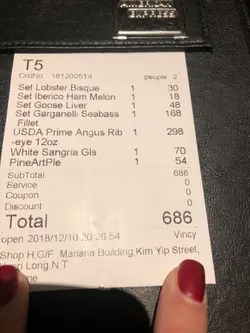 AMERICAN
EXPRESS
T5
OrdNo. 181200514 people 2
Set Lobster Bisque 1 30
Set Iberico Ham Melon 1 18
Set Goose Liver 1 48
Set Garganelli Seabass 1 168
Fillet
USDA Prime Angus Rib 1 298
-eye 12oz
White Sangria Gls 1 70
PineArtPle 1 54
SubTotal 686
Service 0
Coupon 0
Discount 0
Total 686
open 2018/12/10 20:26:54 Vincy
Shop H,G/F Mariana Building,Kim Yip Street,
Long,N.T